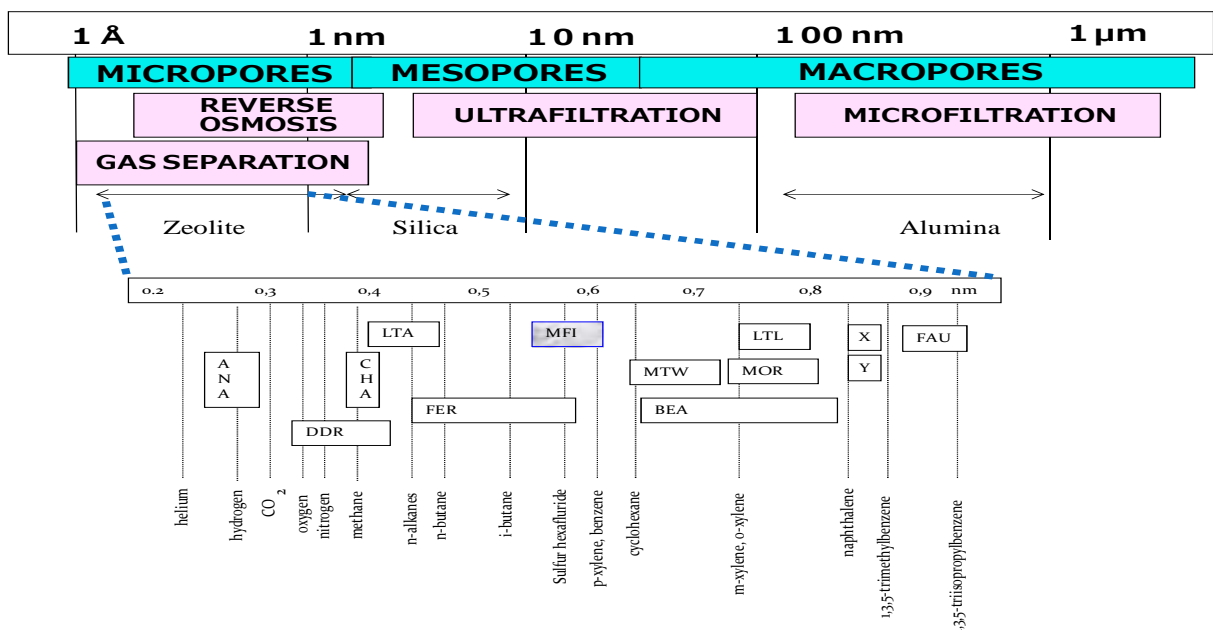 1 Å 1 nm 10 nm 100 nm 1 µm
MICROPORES MESOPORES MACROPORES
REVERSE
OSMOSIS
ULTRAFILTRATION
MICROFILTRATION
GAS SEPARATION
Zeolite Silica Alumina
0.2 0,3 0,4 0,5 0,6 0,7 0,8 0,9 nm
LTA MFI LTL X FAU
A
N
A
C
H
A
MTW MOR Y
FER BEA
DDR
helium
hydrogen
CO 2
oxygen
nitrogen
methane
n-alkanes
n-butane
i-butane
Sulfur hexafluride
p-xylene, benzene
cyclohexane
m-xylene, o-xylene
naphthalene
1,3,5-trimethylbenzene
,3,5-triisopropylbenzene